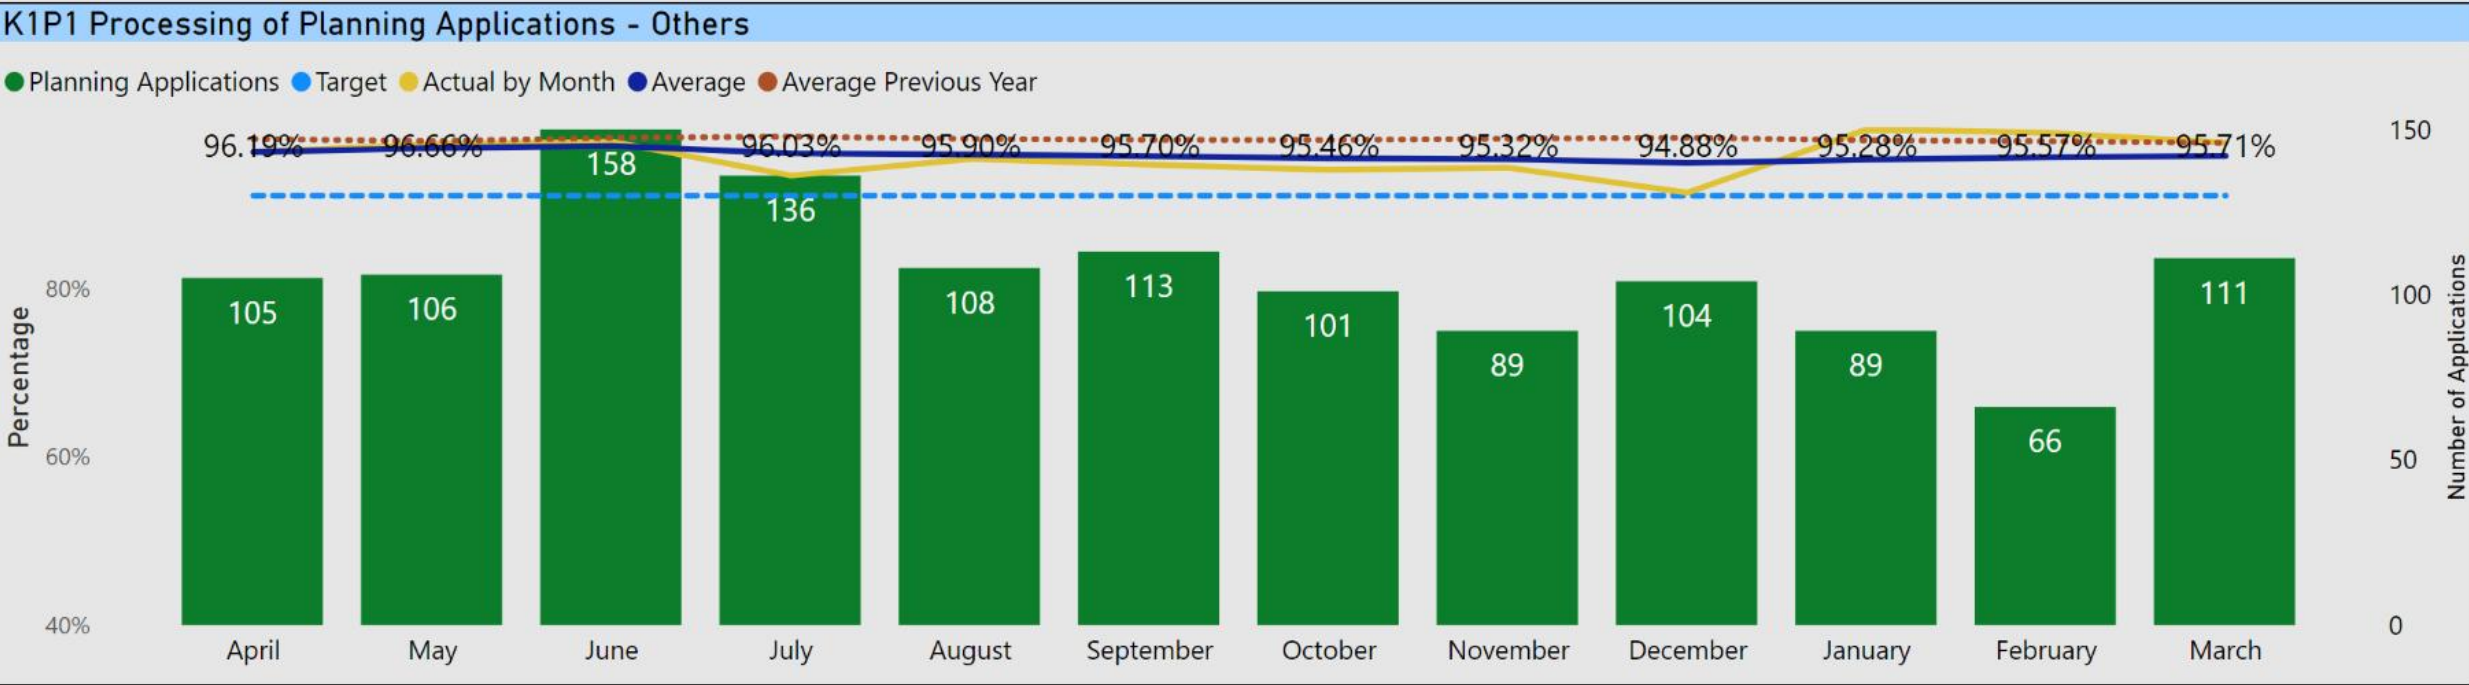 K1P1 Processing of Planning Applications - Others
Planning Applications Target Actual by Month Average Average Previous Year
96.19% 96.66% 96.03% 95.90% 95.70% 95.46% 95.32% 94.88% 95.28% 95.57% 95.71%
150
158
136
80%
100
105 106 108 113 101 89 104 89 66 111
60%
50
40%
0
Percentage
Number of Applications
April May June July August September October November December January February March